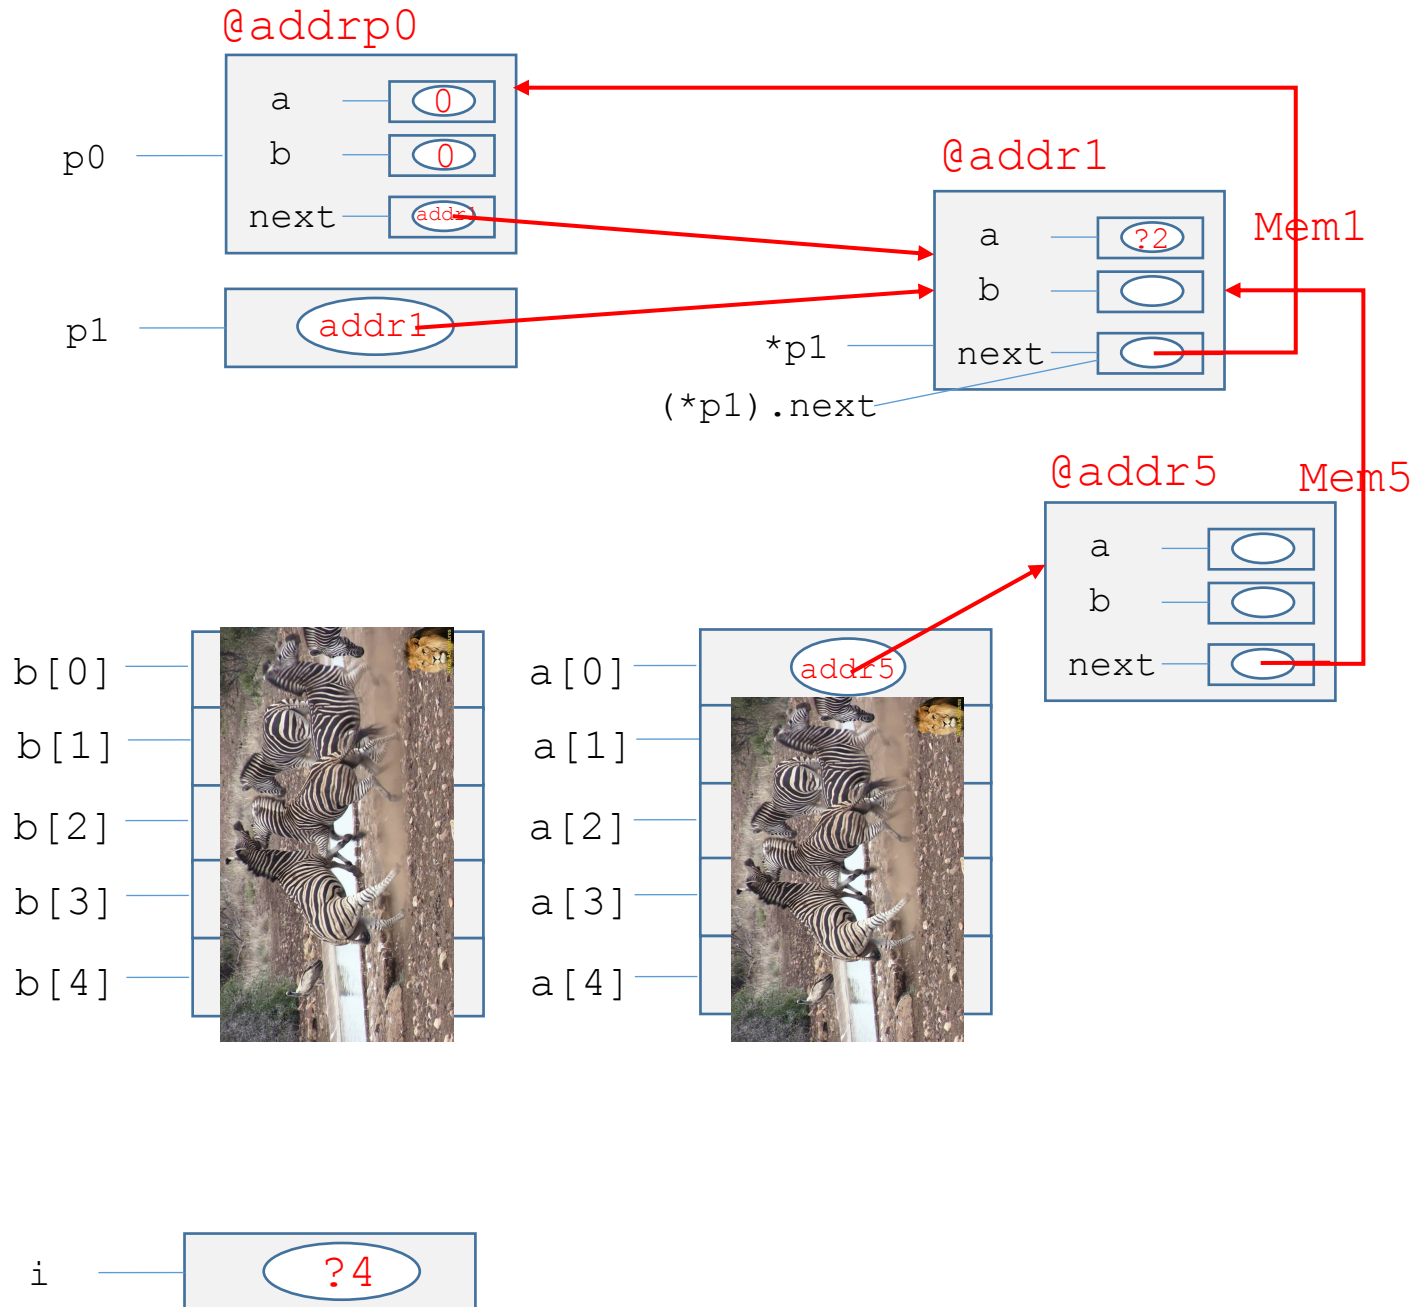 @addrp0
a 0
b 0
p0
next addr1
@addr1
a ?2
Mem1
b
p1 addr1
*p1
next
(*p1).next
@addr5
Mem5
a
b
next
b[0]
b[1]
b[2]
b[3]
b[4]
a[0] addr5
a[1]
a[2]
a[3]
a[4]
i ?4